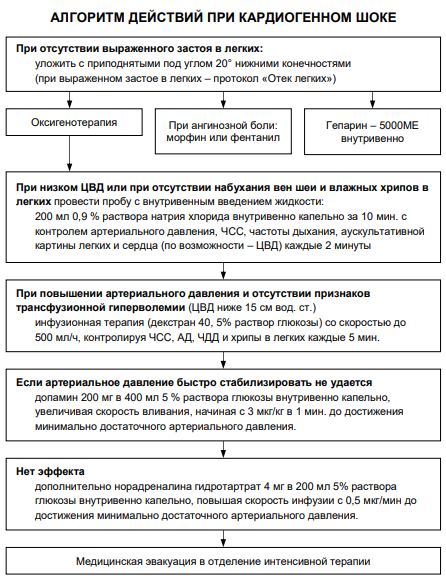 АЛГОРИТМ ДЕЙСТВИЙ ПРИ КАРДИОГЕННОМ ШОКЕ
При отсутствии выраженного застоя в легких:
уложить с приподнятыми под углом 20° нижними конечностями
(при выраженном застое в легких – протокол «Отек легких»)
Оксигенотерапия
При ангинозной боли:
морфин или фентанил
Гепарин – 5000МЕ
внутривенно
При низком ЦВД или при отсутствии набухания вен шеи и влажных хрипов в
легких провести пробу с внутривенным введением жидкости:
200 мл 0,9 % раствора натрия хлорида внутривенно капельно за 10 мин. с
контролем артериального давления, ЧСС, частоты дыхания, аускультативной
картины легких и сердца (по возможности – ЦВД) каждые 2 минуты
При повышении артериального давления и отсутствии признаков
трансфузионной гиперволемии (ЦВД ниже 15 см вод. ст.)
инфузионная терапия (декстран 40, 5% раствор глюкозы) со скоростью до
500 мл/ч, контролируя ЧСС, АД, ЧДД и хрипы в легких каждые 5 мин.
Если артериальное давление быстро стабилизировать не удается
допамин 200 мг в 400 мл 5 % раствора глюкозы внутривенно капельно,
увеличивая скорость вливания, начиная с 3 мкг/кг в 1 мин. до достижения
минимально достаточного артериального давления.
Нет эффекта
дополнительно норадреналина гидротартрат 4 мг в 200 мл 5% раствора
глюкозы внутривенно капельно, повышая скорость инфузии с 0,5 мкг/мин до
достижения минимально достаточного артериального давления.
Медицинская эвакуация в отделение интенсивной терапии